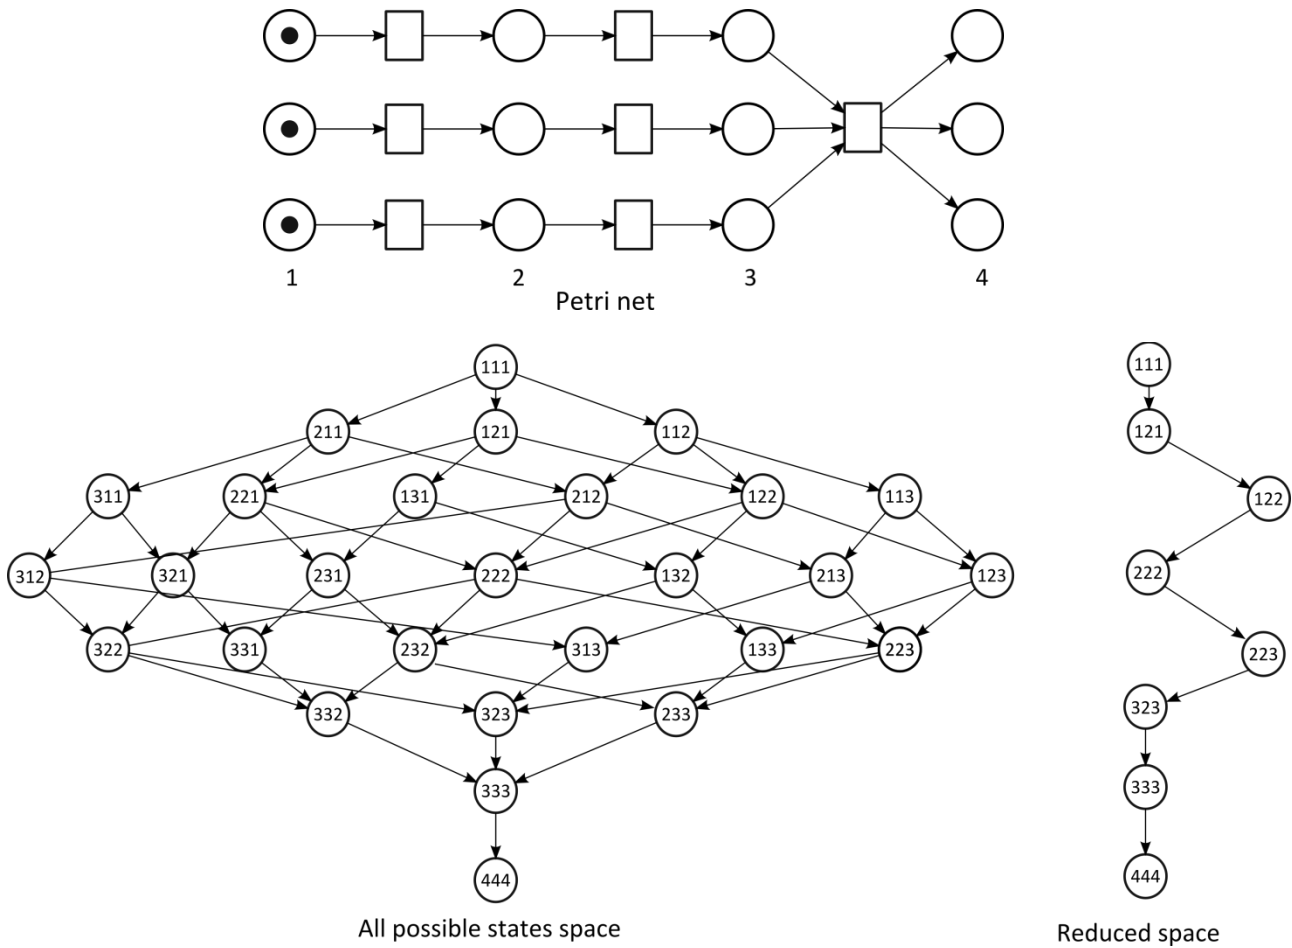 1 2 3 4
Petri net
111
211 121 112
311 221 131 212 122 113
312 321 231 222 132 213 123
322 331 232 313 133 223
332 323 233
333
444
All possible states space
111
121
122
222
223
323
333
444
Reduced space